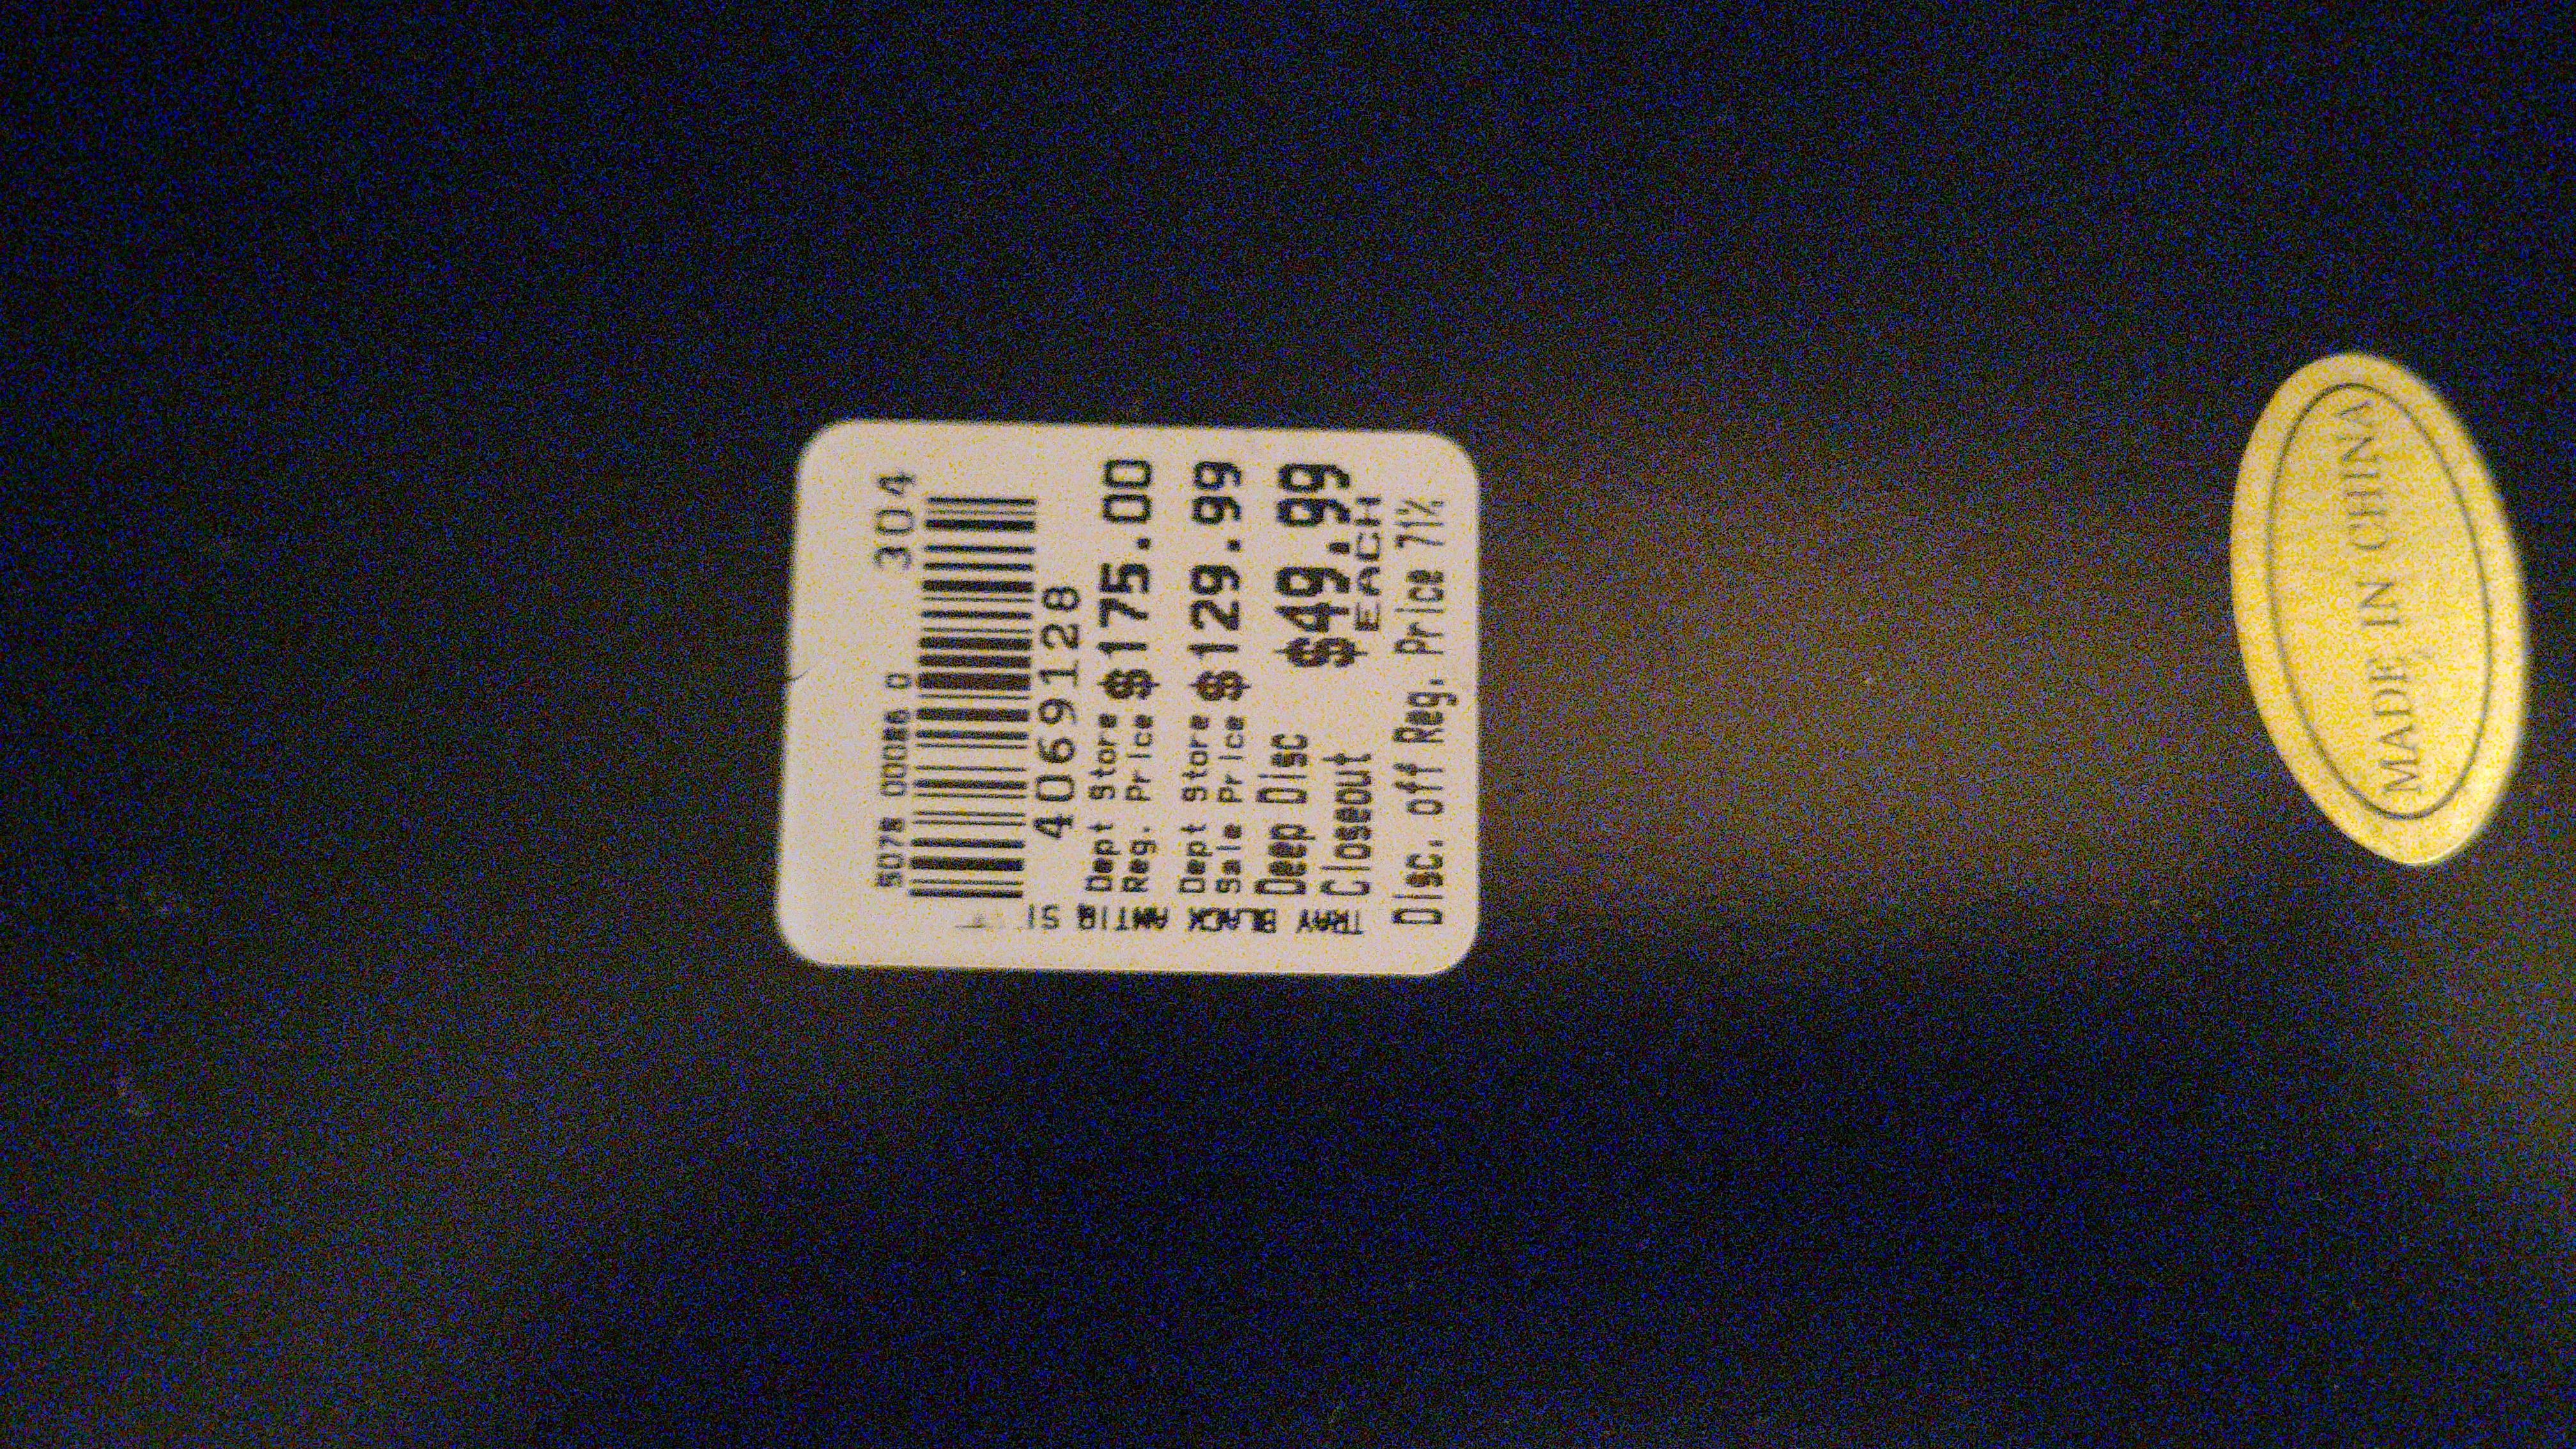 5078 00086 0 304
4069128
Dept Store
Reg. Price $175.00
Dept Store
Sale Price $129.99
Deep Disc
Closeout $49.99
EACH
Disc. off Reg. Price 71%
TRAY BLACK ANTIQ SI
MADE IN CHINA